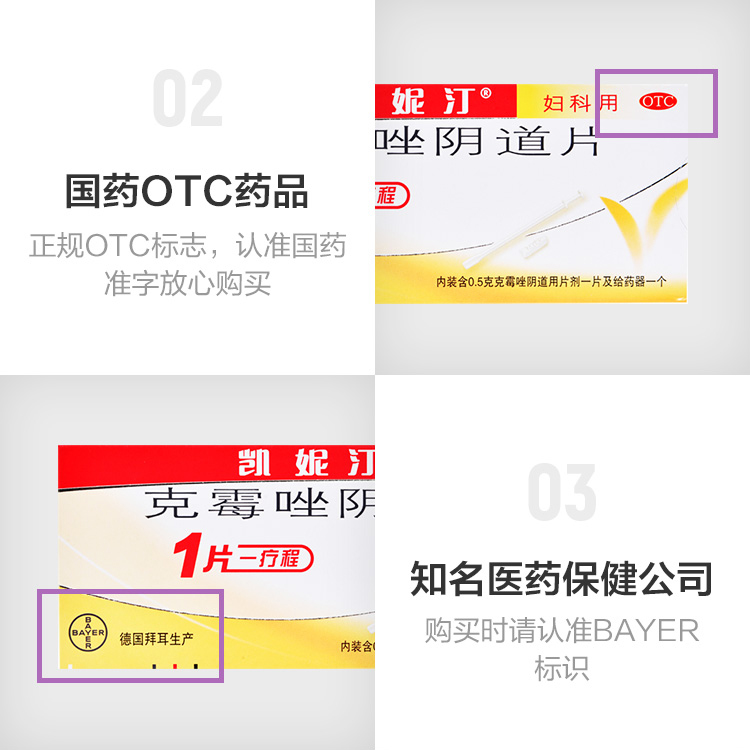 02
国药OTC药品
正规OTC标志，认准国药
准字放心购买
妮汀®
妇科用
OTC
唑阴道片
程
内装含0.5克克霉唑阴道用片剂一片及给药器一个
凯妮汀
克霉唑阴
1片一疗程
BAYER
BAYER
德国拜耳生产
内装含0
03
知名医药保健公司
购买时请认准BAYER
标识